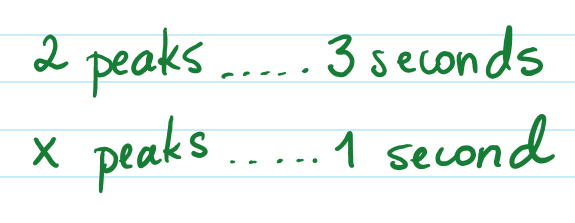 2 peaks ..... 3 seconds
x peaks ..... 1 second